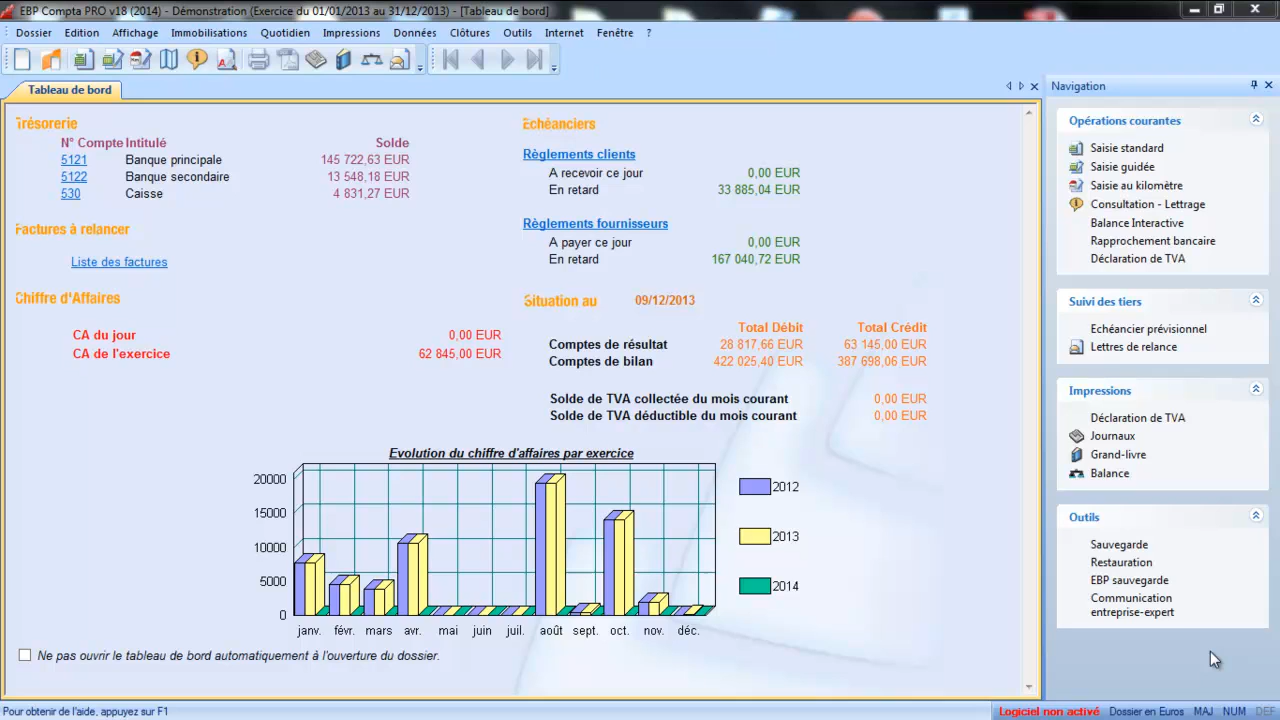 EBP Compta PRO v18 (2014) - Démonstration (Exercice du 01/01/2013 au 31/12/2013) - [Tableau de bord]
Dossier Edition Affichage Immobilisations Quotidien Impressions Données Clôtures Outils Internet Fenêtre ?
Tableau de bord
Trésorerie
N° Compte Intitulé Solde
5121 Banque principale 145 722,63 EUR
5122 Banque secondaire 13 548,18 EUR
530 Caisse 4 831,27 EUR
Factures à relancer
Liste des factures
Chiffre d'Affaires
CA du jour 0,00 EUR
CA de l'exercice 62 845,00 EUR
Echéanciers
Règlements clients
A recevoir ce jour 0,00 EUR
En retard 33 885,04 EUR
Règlements fournisseurs
A payer ce jour 0,00 EUR
En retard 167 040,72 EUR
Situation au 09/12/2013
Total Débit Total Crédit
Comptes de résultat 28 817,66 EUR 63 145,00 EUR
Comptes de bilan 422 025,40 EUR 387 698,06 EUR
Solde de TVA collectée du mois courant 0,00 EUR
Solde de TVA déductible du mois courant 0,00 EUR
Evolution du chiffre d'affaires par exercice
20000
15000
10000
5000
0
janv. févr. mars avr. mai juin juil. août sept. oct. nov. déc.
2012
2013
2014
Ne pas ouvrir le tableau de bord automatiquement à l'ouverture du dossier.
Navigation
Opérations courantes
Saisie standard
Saisie guidée
Saisie au kilomètre
Consultation - Lettrage
Balance Interactive
Rapprochement bancaire
Déclaration de TVA
Suivi des tiers
Echéancier prévisionnel
Lettres de relance
Impressions
Déclaration de TVA
Journaux
Grand-livre
Balance
Outils
Sauvegarde
Restauration
EBP sauvegarde
Communication
entreprise-expert
Pour obtenir de l'aide, appuyez sur F1
Logiciel non activé Dossier en Euros MAJ NUM DEF